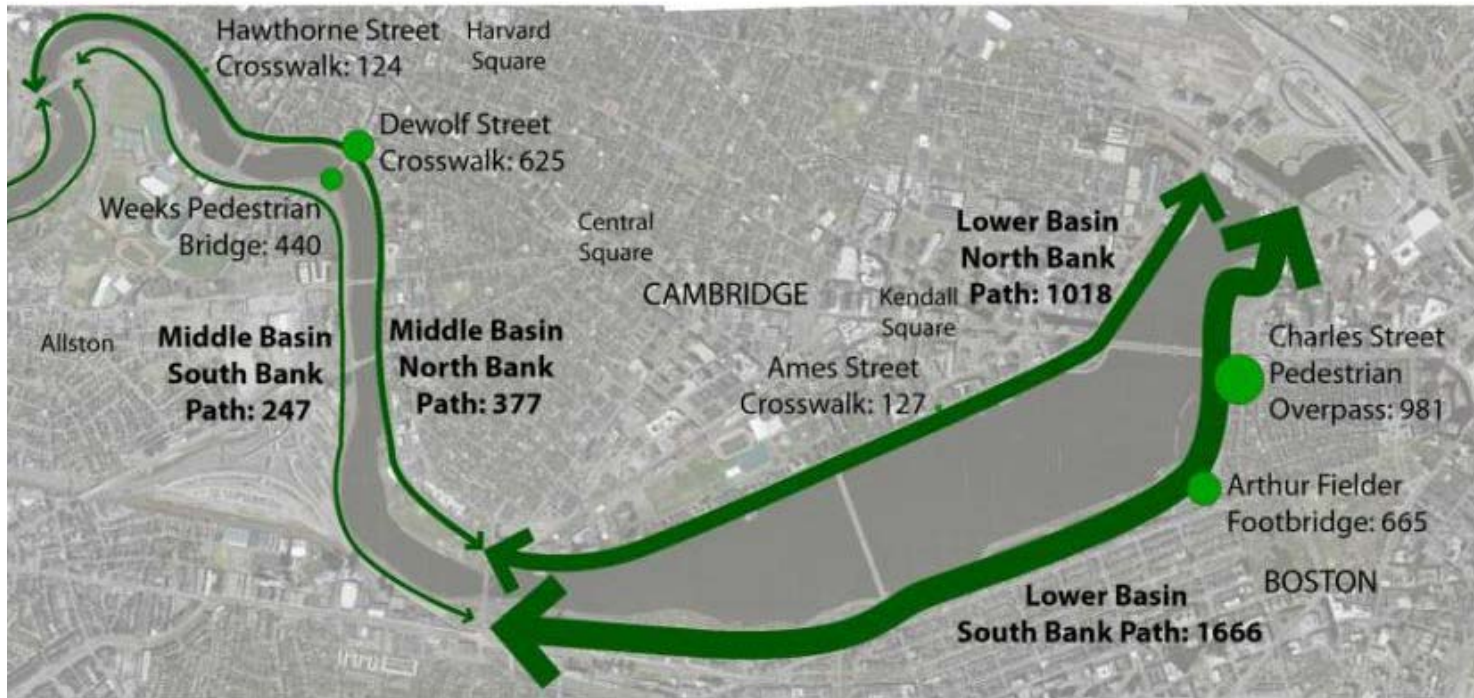 Hawthorne Street
Crosswalk: 124
Harvard
Square
Dewolf Street
Crosswalk: 625
Weeks Pedestrian
Bridge: 440
Central
Square
CAMBRIDGE
Lower Basin
North Bank
Path: 1018
Kendall
Square
Allston
Middle Basin
South Bank
Path: 247
Middle Basin
North Bank
Path: 377
Ames Street
Crosswalk: 127
Charles Street
Pedestrian
Overpass: 981
Arthur Fielder
Footbridge: 665
BOSTON
Lower Basin
South Bank Path: 1666